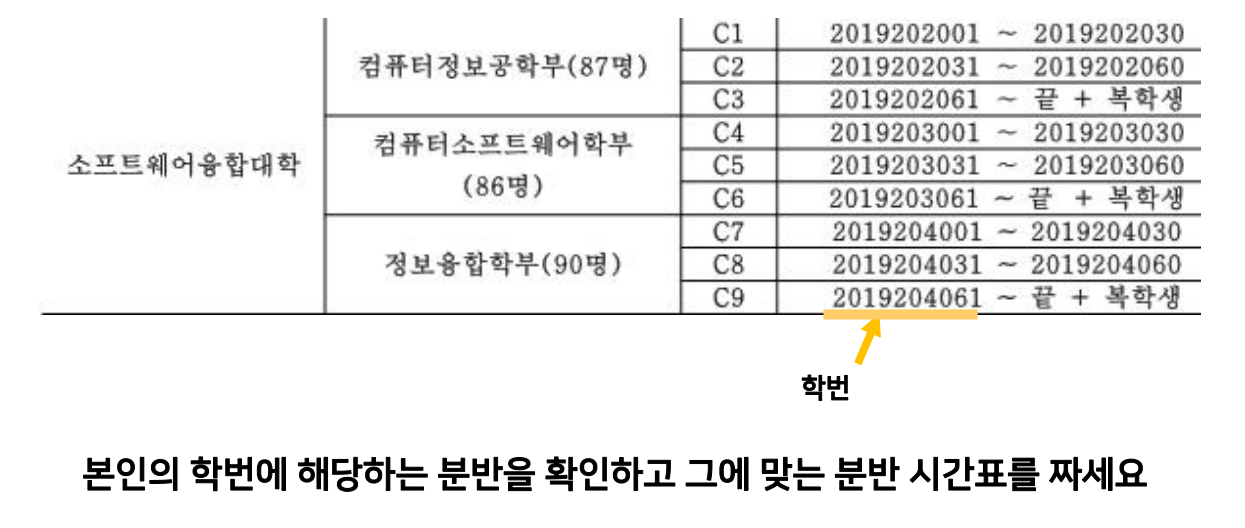 C1 2019202001 ~ 2019202030
컴퓨터정보공학부(87명) C2 2019202031 ~ 2019202060
C3 2019202061 ~ 끝 + 복학생
컴퓨터소프트웨어학부 C4 2019203001 ~ 2019203030
소프트웨어융합대학 C5 2019203031 ~ 2019203060
(86명) C6 2019203061 ~ 끝 + 복학생
C7 2019204001 ~ 2019204030
정보융합학부(90명) C8 2019204031 ~ 2019204060
C9 2019204061 ~ 끝 + 복학생
학번
본인의 학번에 해당하는 분반을 확인하고 그에 맞는 분반 시간표를 짜세요